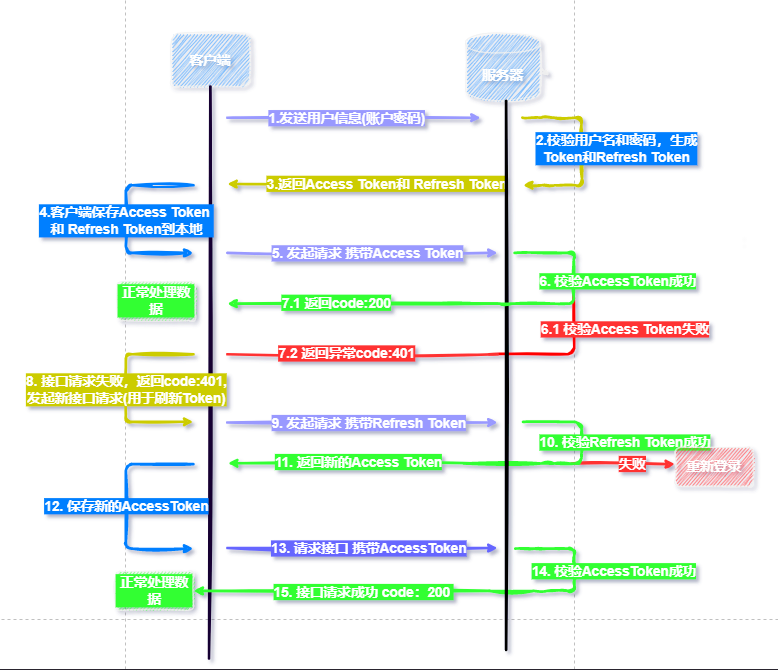 客户端
服务器
1.发送用户信息(账户密码)
2.校验用户名和密码，生成
Token和Refresh Token
3.返回Access Token和 Refresh Token
4.客户端保存Access Token
和 Refresh Token到本地
5. 发起请求 携带Access Token
6. 校验AccessToken成功
正常处理数
据
7.1 返回code:200
6.1 校验Access Token失败
7.2 返回异常code:401
8. 接口请求失败，返回code:401,
发起新接口请求(用于刷新Token)
9. 发起请求 携带Refresh Token
10. 校验Refresh Token成功
11. 返回新的Access Token
失败
重新登录
12. 保存新的AccessToken
13. 请求接口 携带AccessToken
14. 校验AccessToken成功
正常处理数
据
15. 接口请求成功 code：200